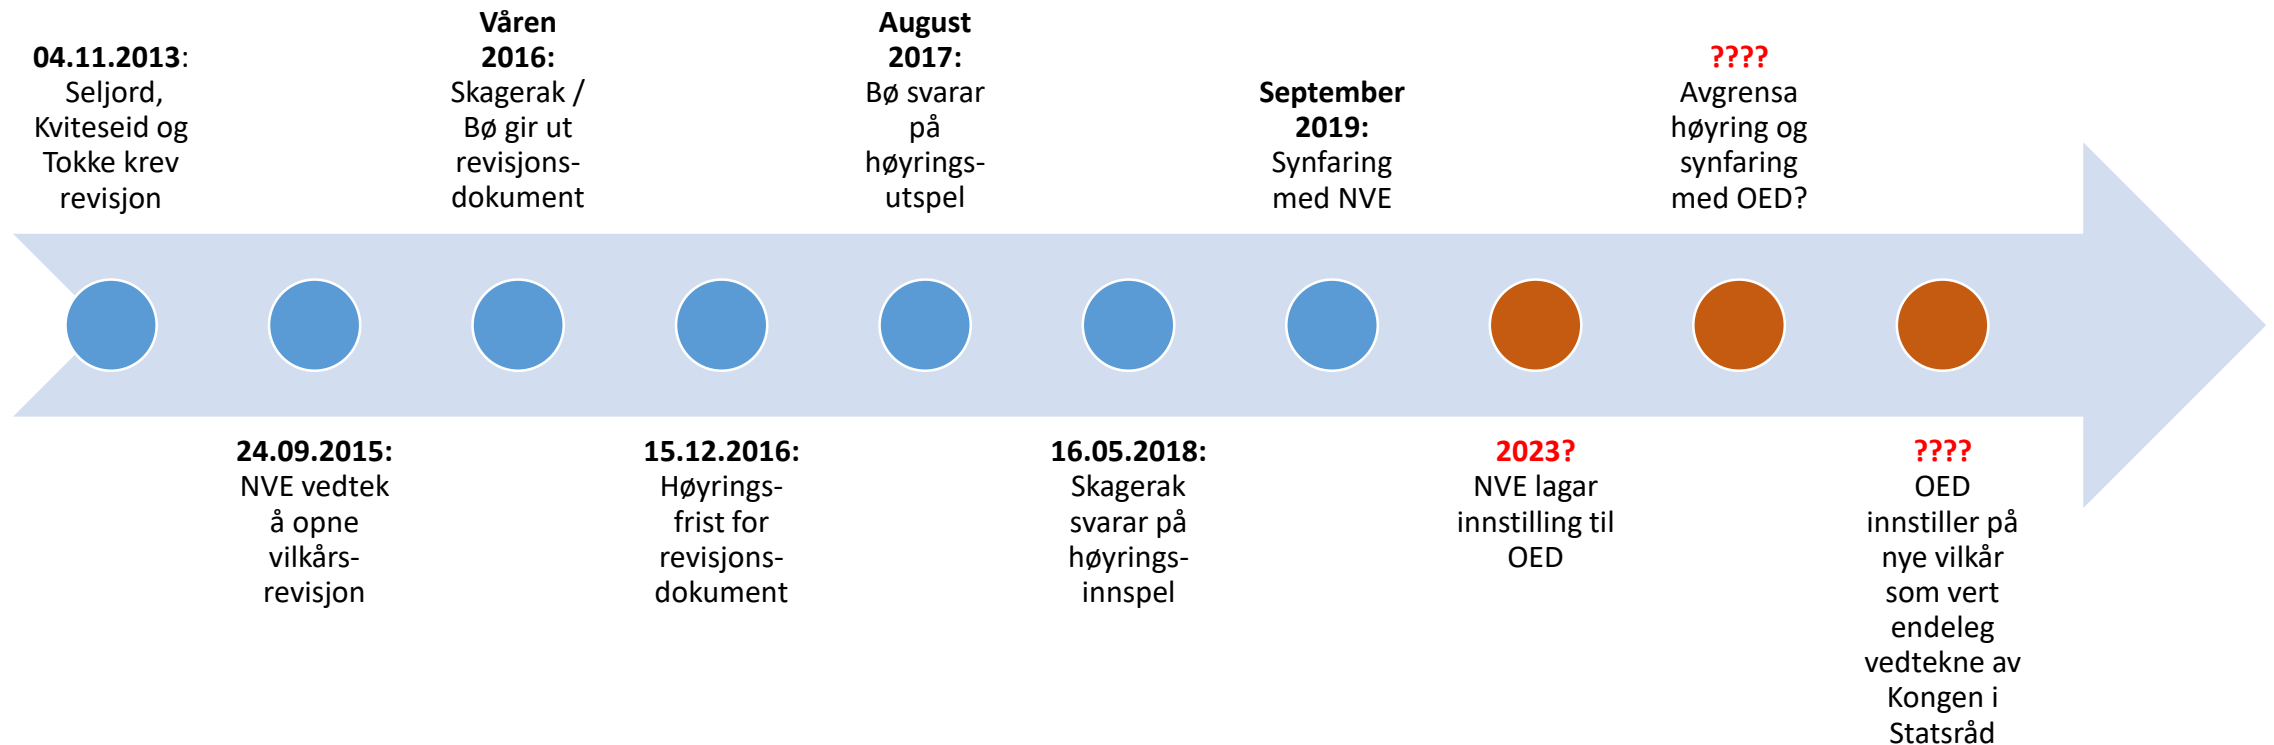 04.11.2013:
Seljord,
Kviteseid og
Tokke krev
revisjon
24.09.2015:
NVE vedtek
å opne
vilkårs-
revisjon
Våren
2016:
Skagerak /
Bø gir ut
revisjons-
dokument
15.12.2016:
Høyrings-
frist for
revisjons-
dokument
August
2017:
Bø svarar
på
høyrings-
utspel
16.05.2018:
Skagerak
svarar på
høyrings-
innspel
September
2019:
Synfaring
med NVE
2023?
NVE lagar
innstilling til
OED
????
Avgrensa
høyring og
synfaring
med OED?
????
OED
innstiller på
nye vilkår
som vert
endeleg
vedtekne av
Kongen i
Statsråd